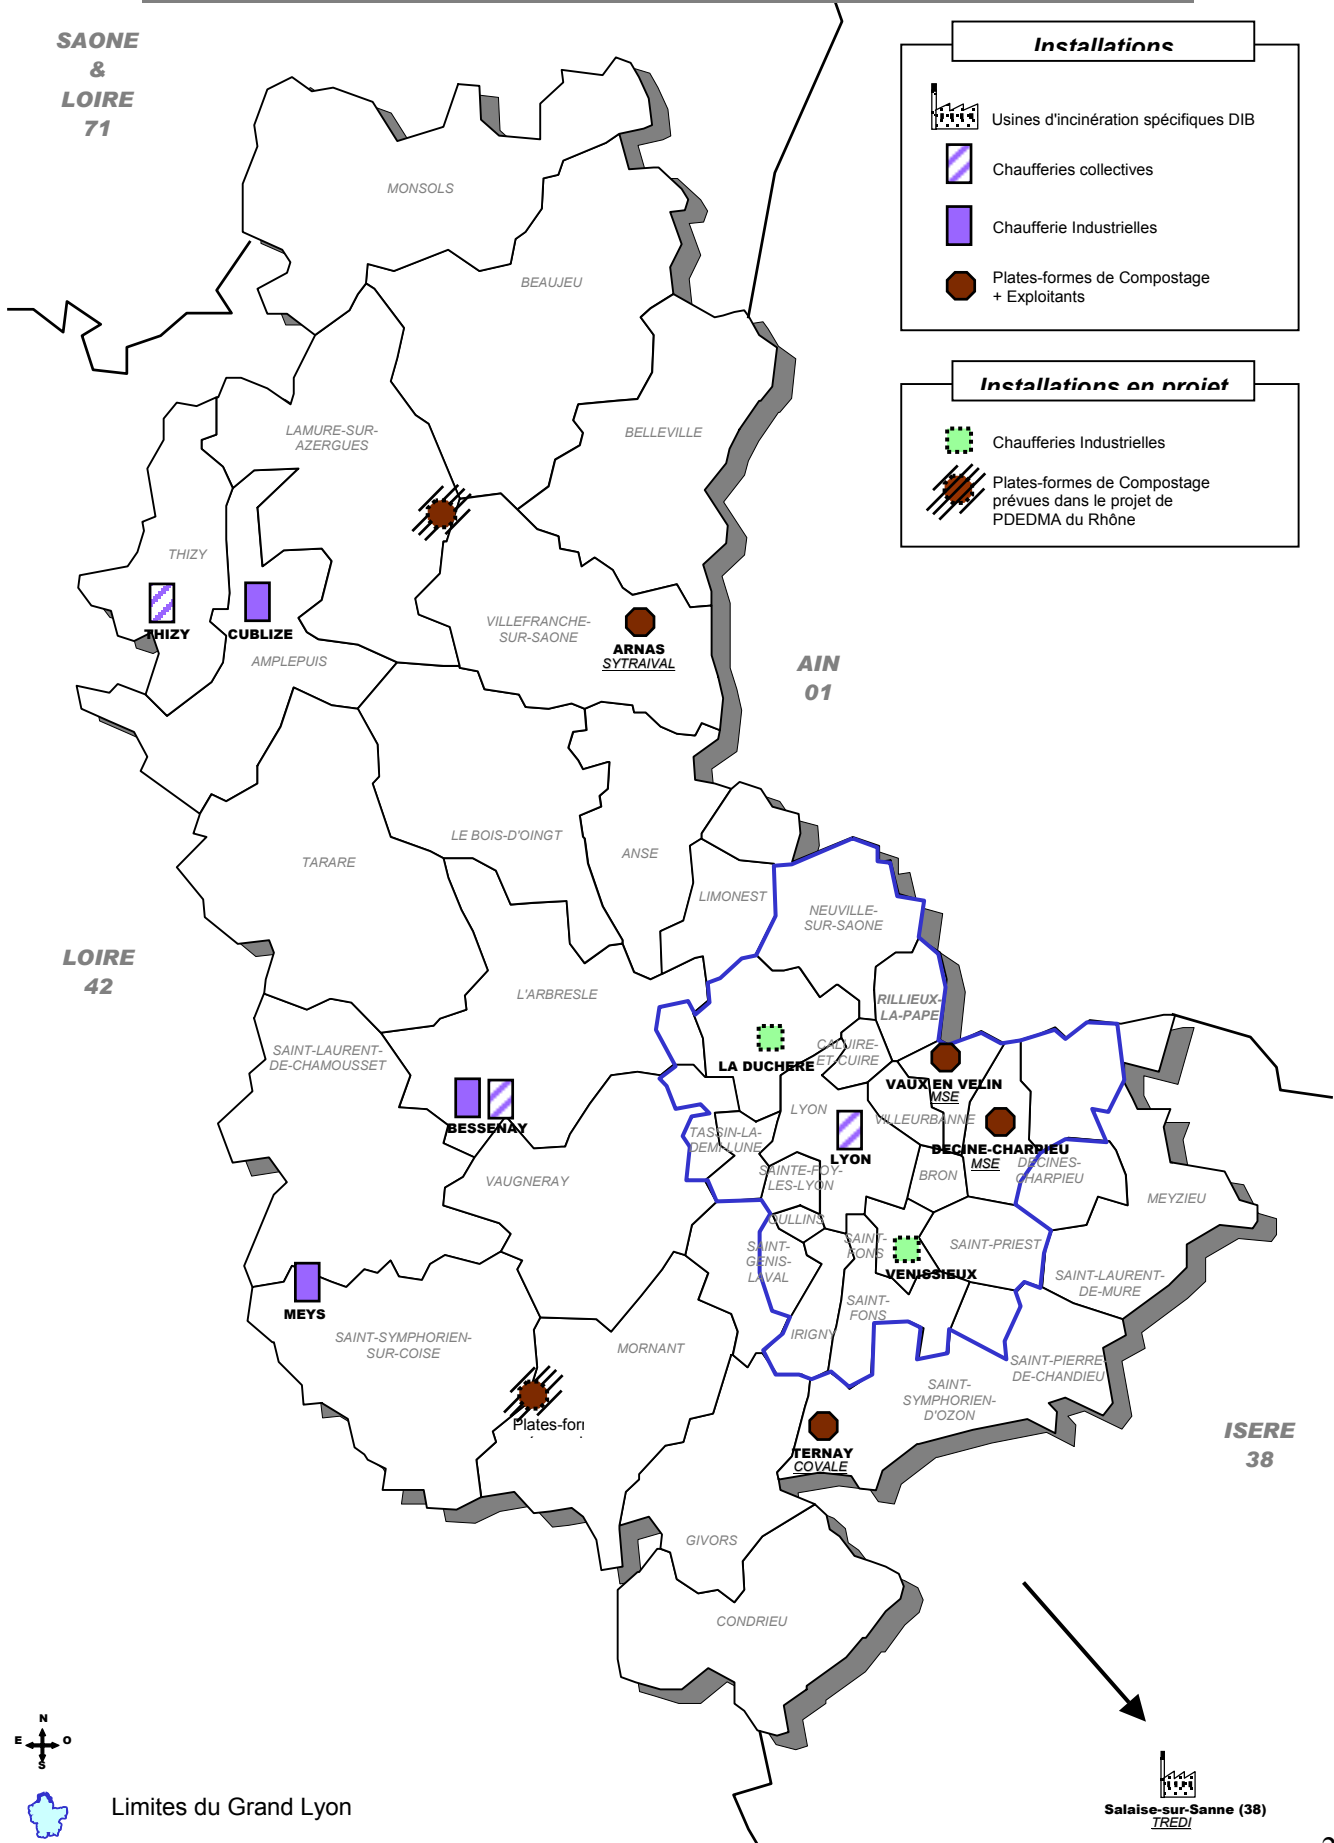 SAONE
&
LOIRE
71
Installations
Usines d'incinération spécifiques DIB
Chaufferies collectives
Chaufferie Industrielles
Plates-formes de Compostage
+ Exploitants
Installations en projet
Chaufferies Industrielles
Plates-formes de Compostage
prévues dans le projet de
PDEDMA du Rhône
MONSOLS
BEAUJEU
LAMURE-SUR-
AZERGUES
BELLEVILLE
THIZY
THIZY
CUBLIZE
AMPLEPUIS
VILLEFRANCHE-
SUR-SAONE
ARNAS
SYTRAIVAL
AIN
01
LE BOIS-D'OINGT
ANSE
TARARE
LIMONEST
NEUVILLE-
SUR-SAONE
LOIRE
42
L'ARBRESLE
RILLIEUX-
LA-PAPE
SAINT-LAURENT-
DE-CHAMOUSSET
LA DUCHERE
CALUIRE-
ET-CUIRE
VAUX EN VELIN
MSE
BESSENAY
LYON
VILLEURBANNE
TASSIN-LA-
DEMI-LUNE
LYON
DECINE-CHARPIEU
MSE
DECINES-
CHARPIEU
SAINTE-FOY-
LES-LYON
BRON
VAUGNERAY
MEYZIEU
OULLINS
SAINT-
GENIS-
LAVAL
SAINT-
FONS
SAINT-PRIEST
VENISSIEUX
SAINT-LAURENT-
DE-MURE
MEYS
SAINT-
FONS
SAINT-SYMPHORIEN-
SUR-COISE
MORNANT
IRIGNY
SAINT-PIERRE-
DE-CHANDIEU
SAINT-
SYMPHORIEN-
D'OZON
Plates-for
TERNAY
COVALE
ISERE
38
GIVORS
CONDRIEU
N
E O
S
Limites du Grand Lyon
Salaise-sur-Sanne (38)
TREDI